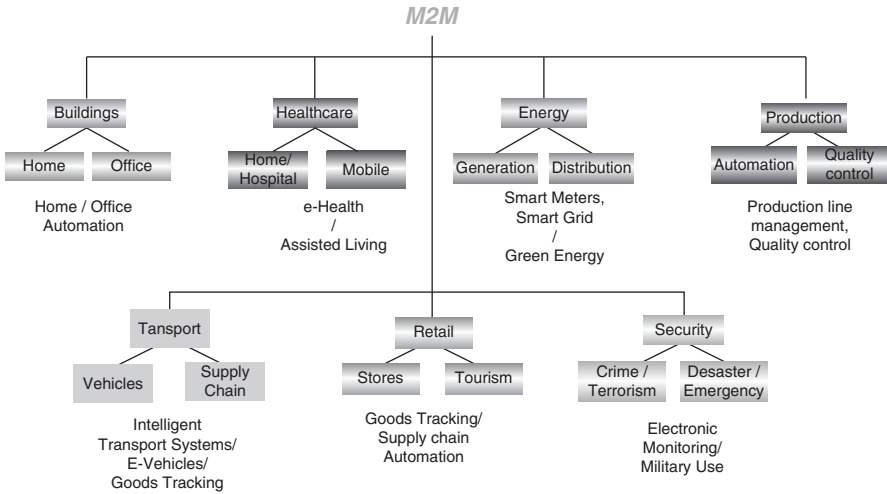 M2M
Buildings
Healthcare
Energy
Production
Home
Office
Home/
Hospital
Mobile
Generation
Distribution
Automation
Quality
control
Home / Office
Automation
e-Health
/
Assisted Living
Smart Meters,
Smart Grid
/
Green Energy
Production line
management,
Quality control
Tansport
Retail
Security
Vehicles
Supply
Chain
Stores
Tourism
Crime /
Terrorism
Desaster /
Emergency
Intelligent
Transport Systems/
E-Vehicles/
Goods Tracking
Goods Tracking/
Supply chain
Automation
Electronic
Monitoring/
Military Use